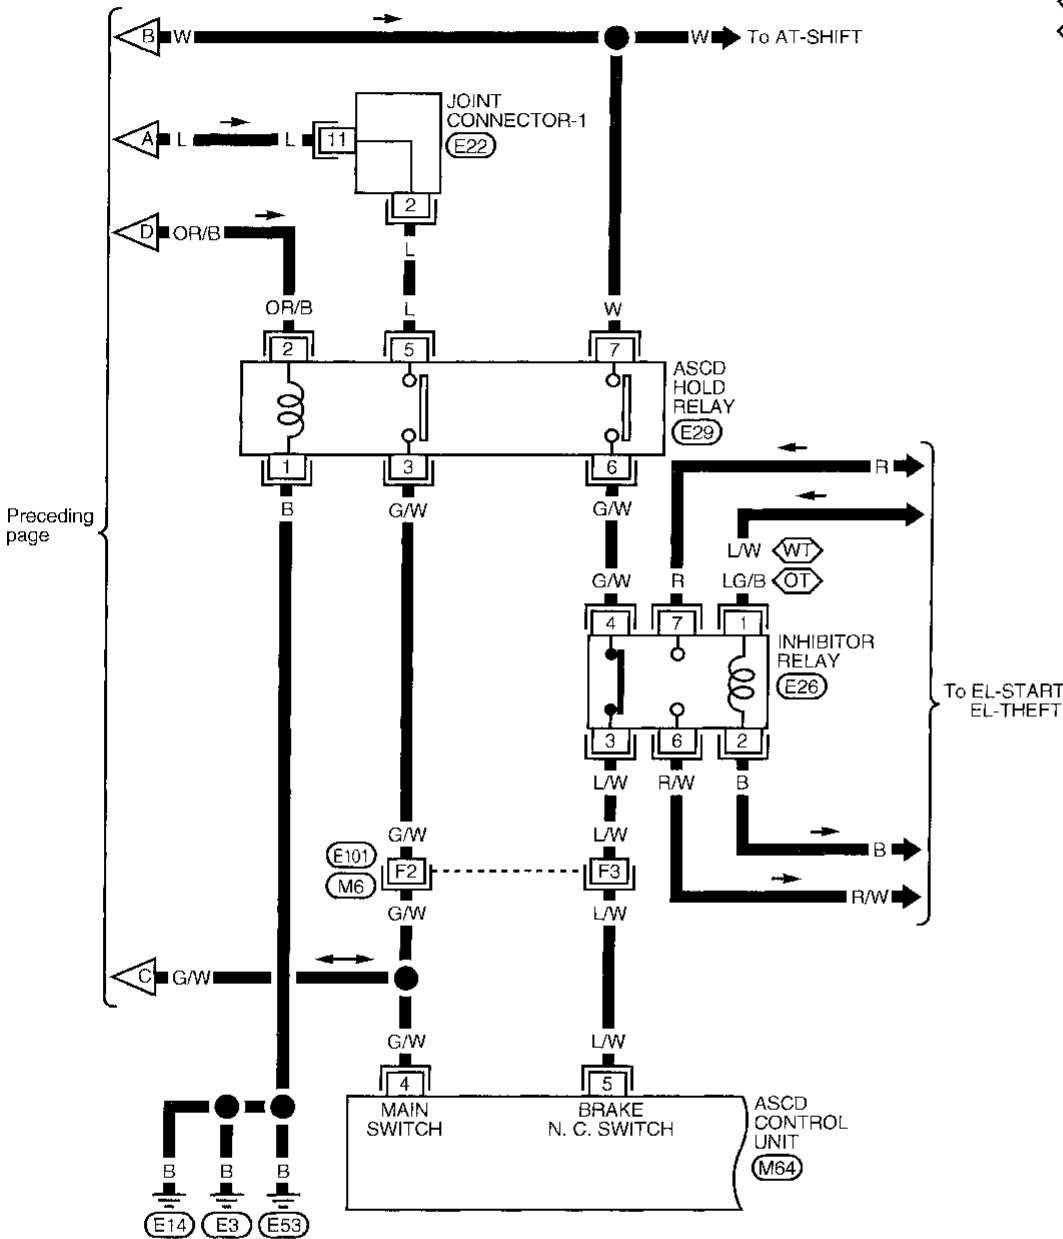 B W W To AT-SHIFT
JOINT
CONNECTOR-1
E22
A L L 11
2
D OR/B
L
OR/B L W
2 5 7
ASCD
HOLD
RELAY
E29
1 3 6
B G/W G/W
R
Preceding
page
L/W WT
G/W R LG/B OT
4 7 1
INHIBITOR
RELAY
E26
To EL-START
EL-THEFT
3 6 2
L/W R/W B
G/W L/W
B
E101
F2 F3
M6
R/W
G/W L/W
C G/W
G/W L/W
4 5
MAIN
SWITCH
BRAKE
N. C. SWITCH
ASCD
CONTROL
UNIT
M64
B B B
E14 E3 E53